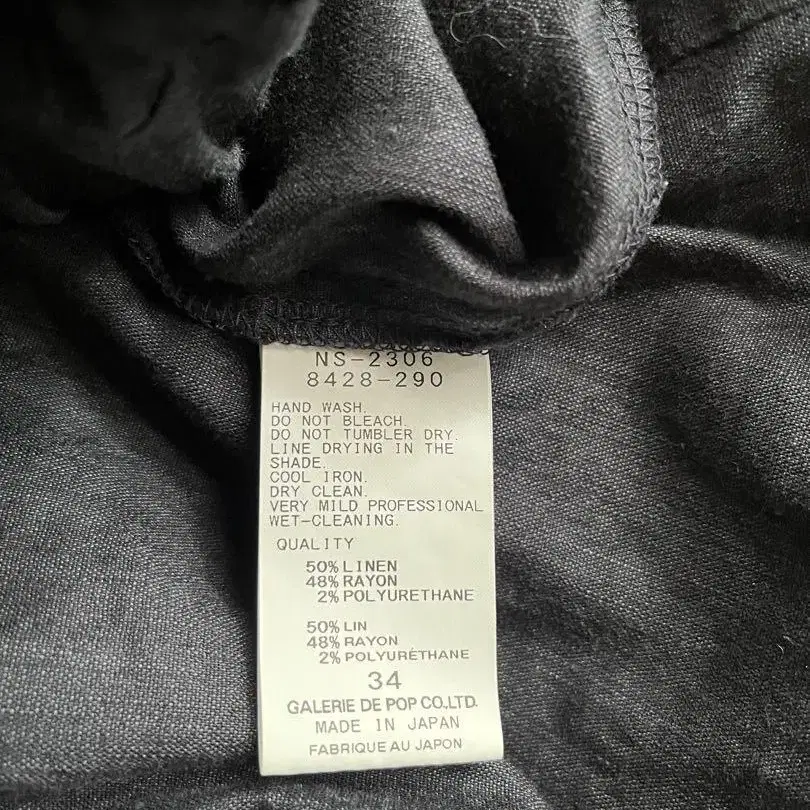 NS-2306
8428-290
HAND WASH.
DO NOT BLEACH.
DO NOT TUMBLER DRY.
LINE DRYING IN THE
SHADE.
COOL IRON.
DRY CLEAN.
VERY MILD PROFESSIONAL
WET-CLEANING.
QUALITY
50% LINEN
48% RAYON
2% POLYURETHANE
50% LIN
48% RAYON
2% POLYURÉTHANE
34
GALERIE DE POP CO.,LTD.
MADE IN JAPAN
FABRIQUE AU JAPON